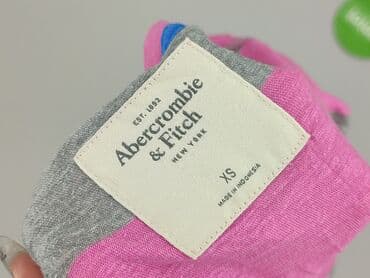 EST. 1892
Abercrombie
& Fitch
NEW YORK
XS
MADE IN INDONESIA